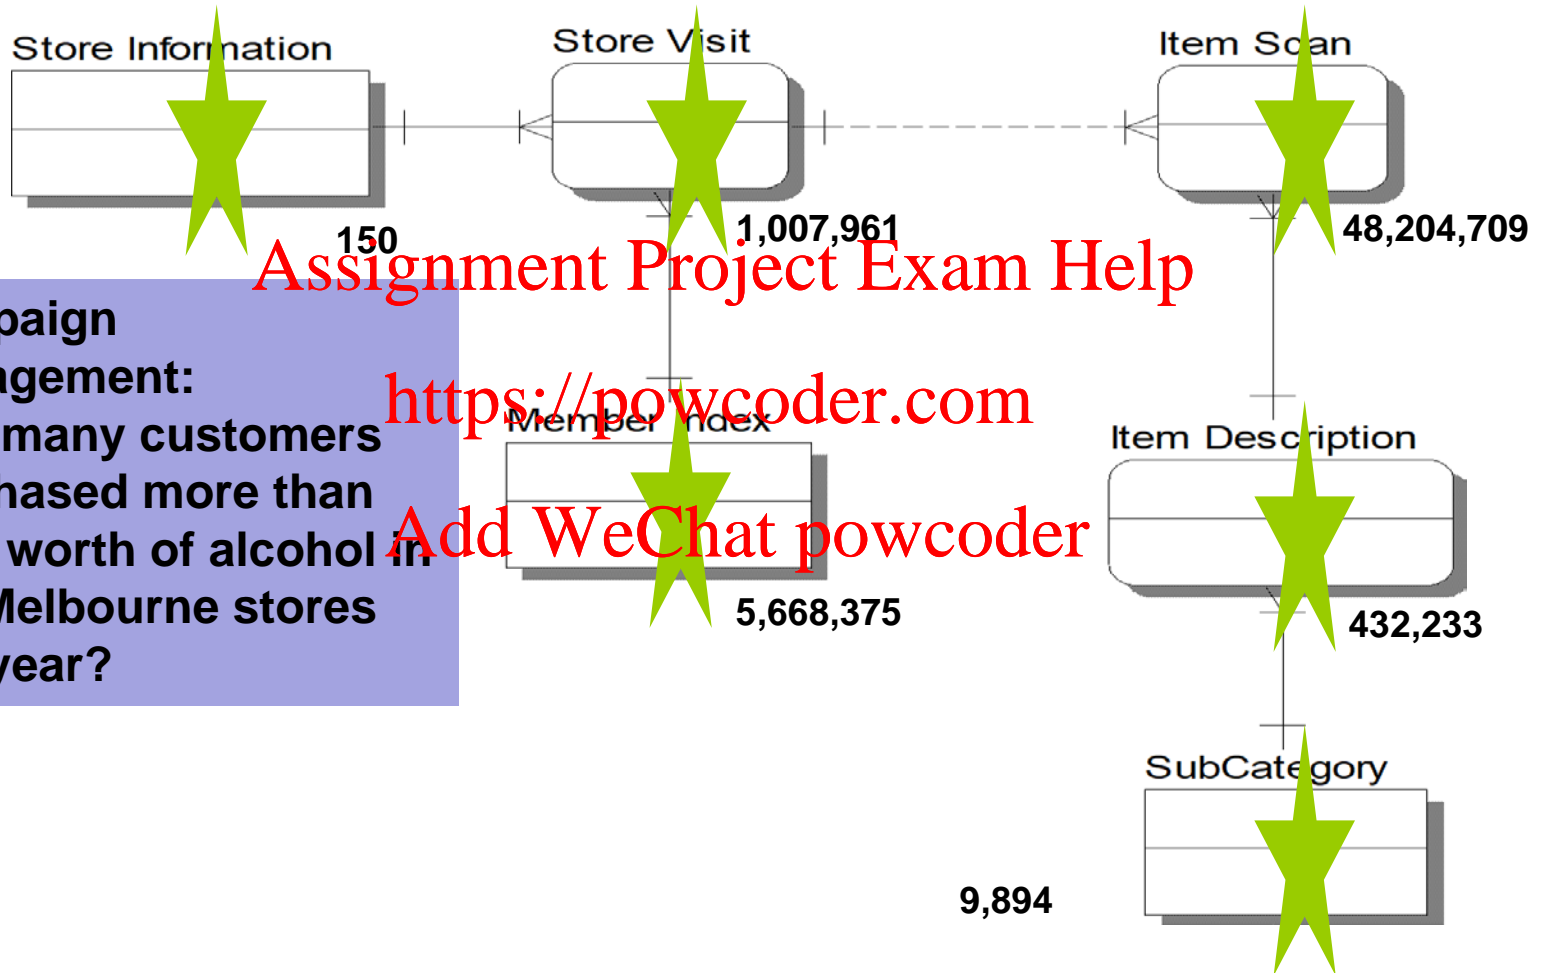 Store Information
Store Visit
Item Scan
150
1,007,961
48,204,709
Assignment Project Exam Help
paign
agement:
many customers
hased more than
worth of alcohol in
Melbourne stores
year?
https://powcoder.com
Member Index
Item Description
Add WeChat powcoder
5,668,375
432,233
SubCategory
9,894